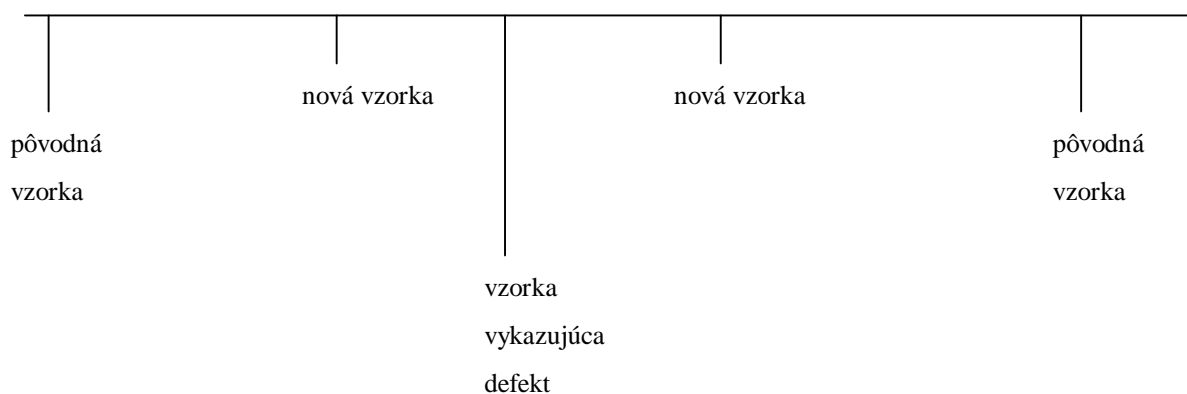 nová vzorka
nová vzorka
pôvodná
vzorka
pôvodná
vzorka
vzorka
vykazujúca
defekt